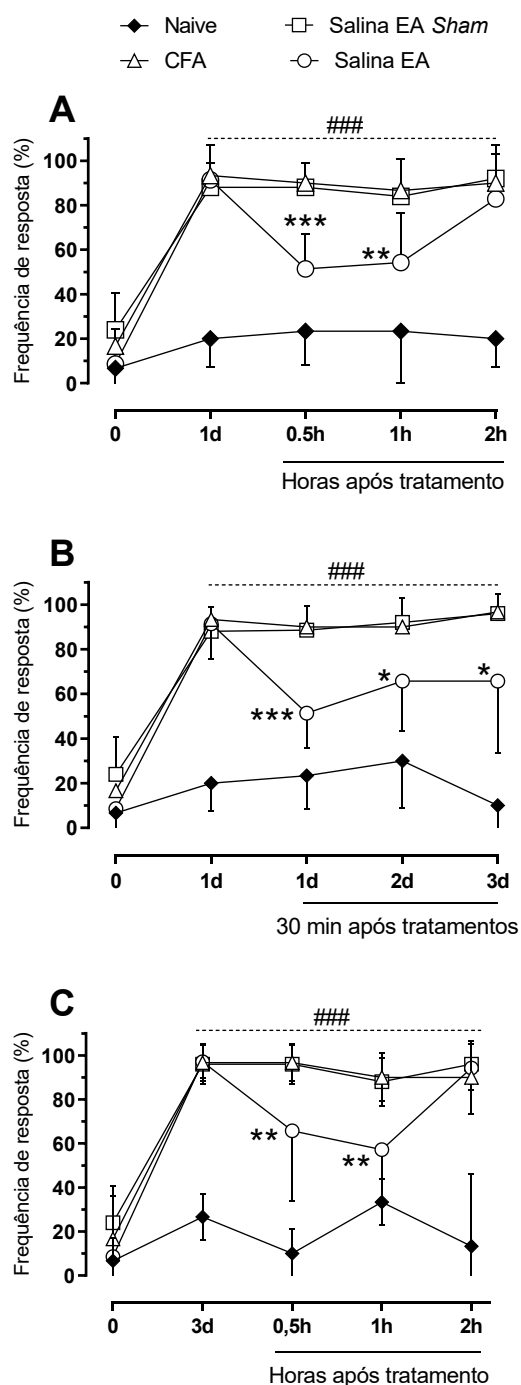 Naive Salina EA Sham
CFA Salina EA
A
###
Frequência de resposta (%)
100
80
60
40
20
0
***
**
0 1d 0.5h 1h 2h
Horas após tratamento
B
###
Frequência de resposta (%)
100
80
60
40
20
0
***
*
*
0 1d 1d 2d 3d
30 min após tratamentos
C
###
Frequência de resposta (%)
100
80
60
40
20
0
**
**
0 3d 0,5h 1h 2h
Horas após tratamento